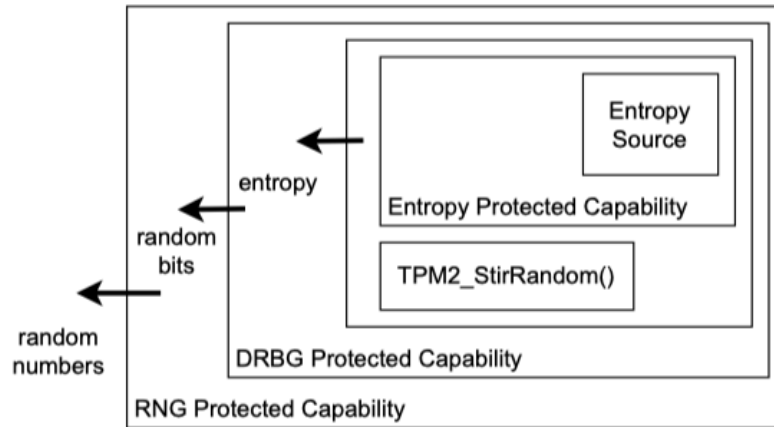 Entropy
Source
entropy
Entropy Protected Capability
random
bits
TPM2_StirRandom()
random
numbers
DRBG Protected Capability
RNG Protected Capability